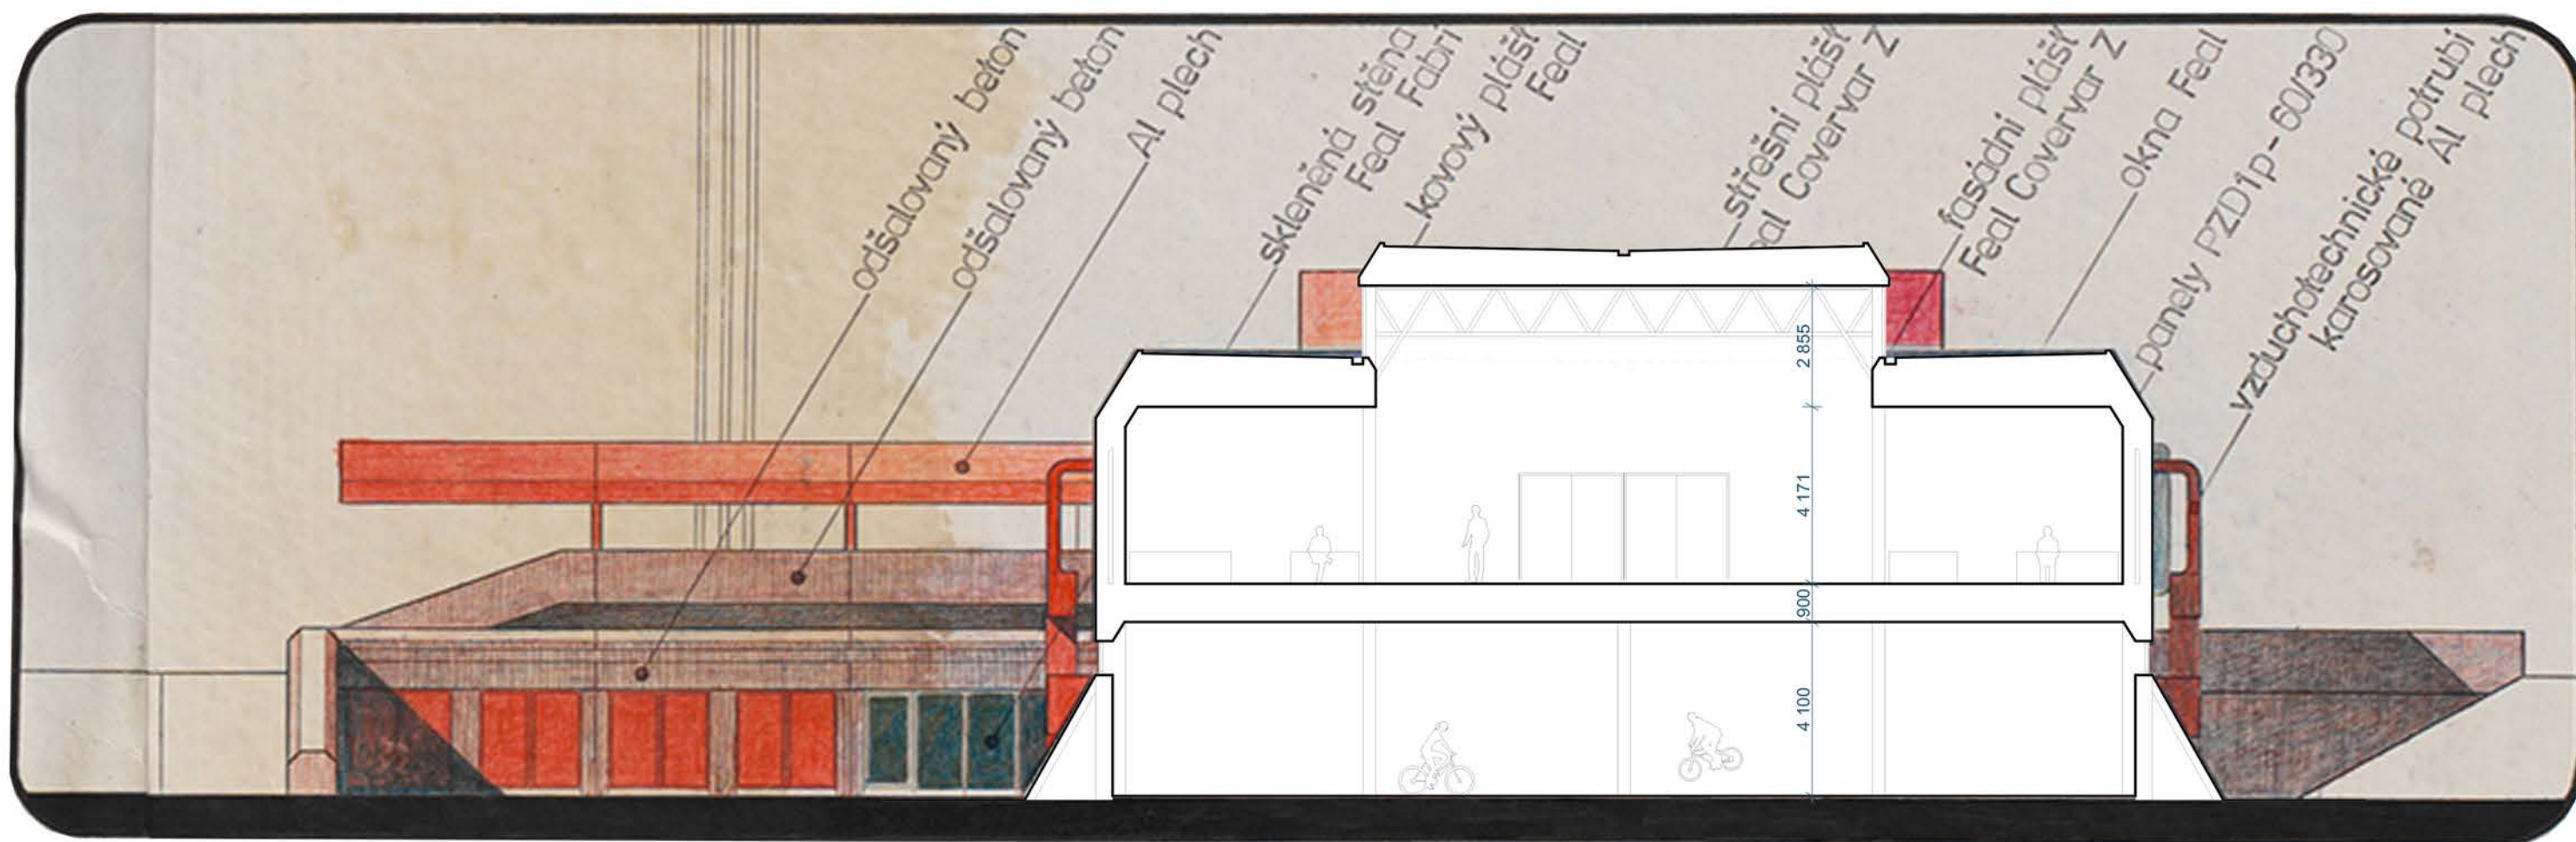 odšalovaný beton
odšalovaný beton
Al plech
skleněná stěna
Feal Fabri
kovový plášť
Feal
střešní plášť
eal Covervar Z
fasádní plášť
Feal Covervar Z
okna Feal
panely PZD1p-60/330
vzduchotechnické potrubí
karosované Al plech
2 855
4 171
900
4 100